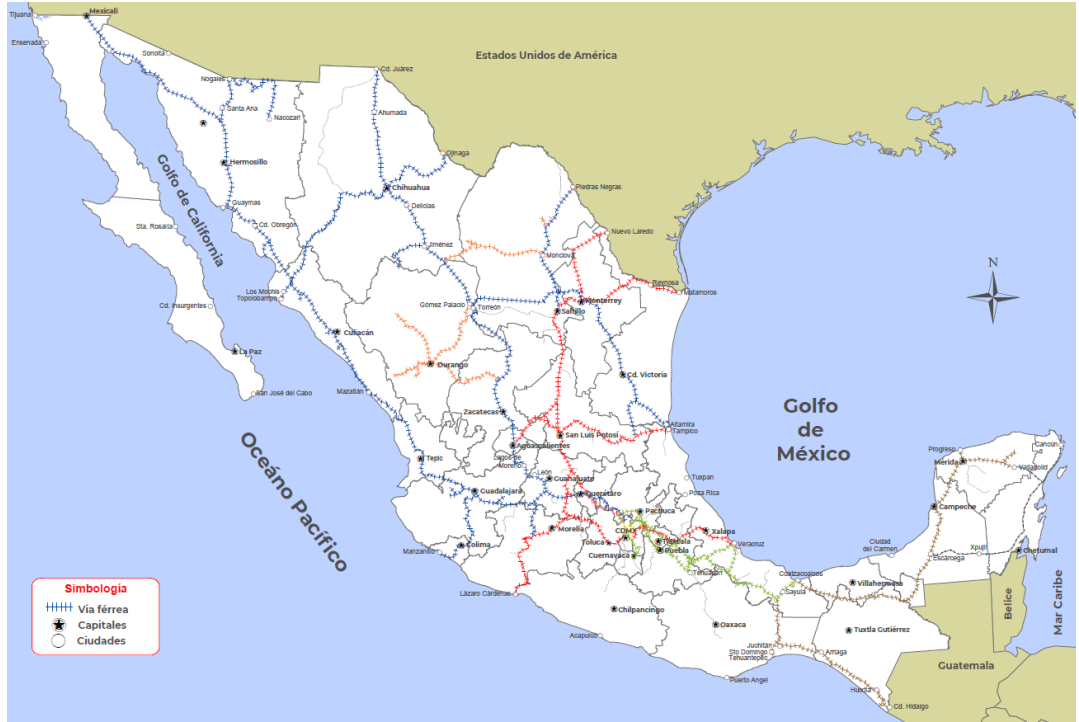 Tijuana
Mexicali
Ensenada
Sonoita
Nogales
Santa Ana
Nacozari
Hermosillo
Guaymas
Cd. Obregón
Golfo de California
Sta. Rosalía
Cd. Insurgentes
La Paz
San José del Cabo
Los Mochis
Topolobampo
Cd. Juárez
Ahumada
Ojinaga
Chihuahua
Delicias
Jiménez
Estados Unidos de América
Piedras Negras
Nuevo Laredo
Monclova
Reynosa
Matamoros
Monterrey
Saltillo
Gómez Palacio
Torreón
Culiacán
Durango
Mazatlán
Cd. Victoria
Zacatecas
Altamira
Tampico
San Luis Potosí
Aguascalientes
Lagos de
Moreno
León
Guanajuato
Tepic
Guadalajara
Querétaro
Tuxpan
Poza Rica
Pachuca
Manzanillo
Colima
Morelia
Toluca
CDMX
Tlaxcala
Puebla
Cuernavaca
Xalapa
Veracruz
Tehuacán
Lázaro Cárdenas
Chilpancingo
Acapulco
Oaxaca
Puerto Angel
Coatzacoalcos
Sayula
Juchitán
Sto Domingo
Tehuantepec
Arriaga
Tuxtla Gutiérrez
Huixtla
Cd. Hidalgo
Villahermosa
Ciudad
del Carmen
Escárcega
Xpujil
Chetumal
Campeche
Progreso
Mérida
Cancún
Valladolid
Golfo
de
México
Oceáno Pacífico
N
Belice
Mar Caribe
Guatemala
Simbología
Via férrea
Capitales
Ciudades